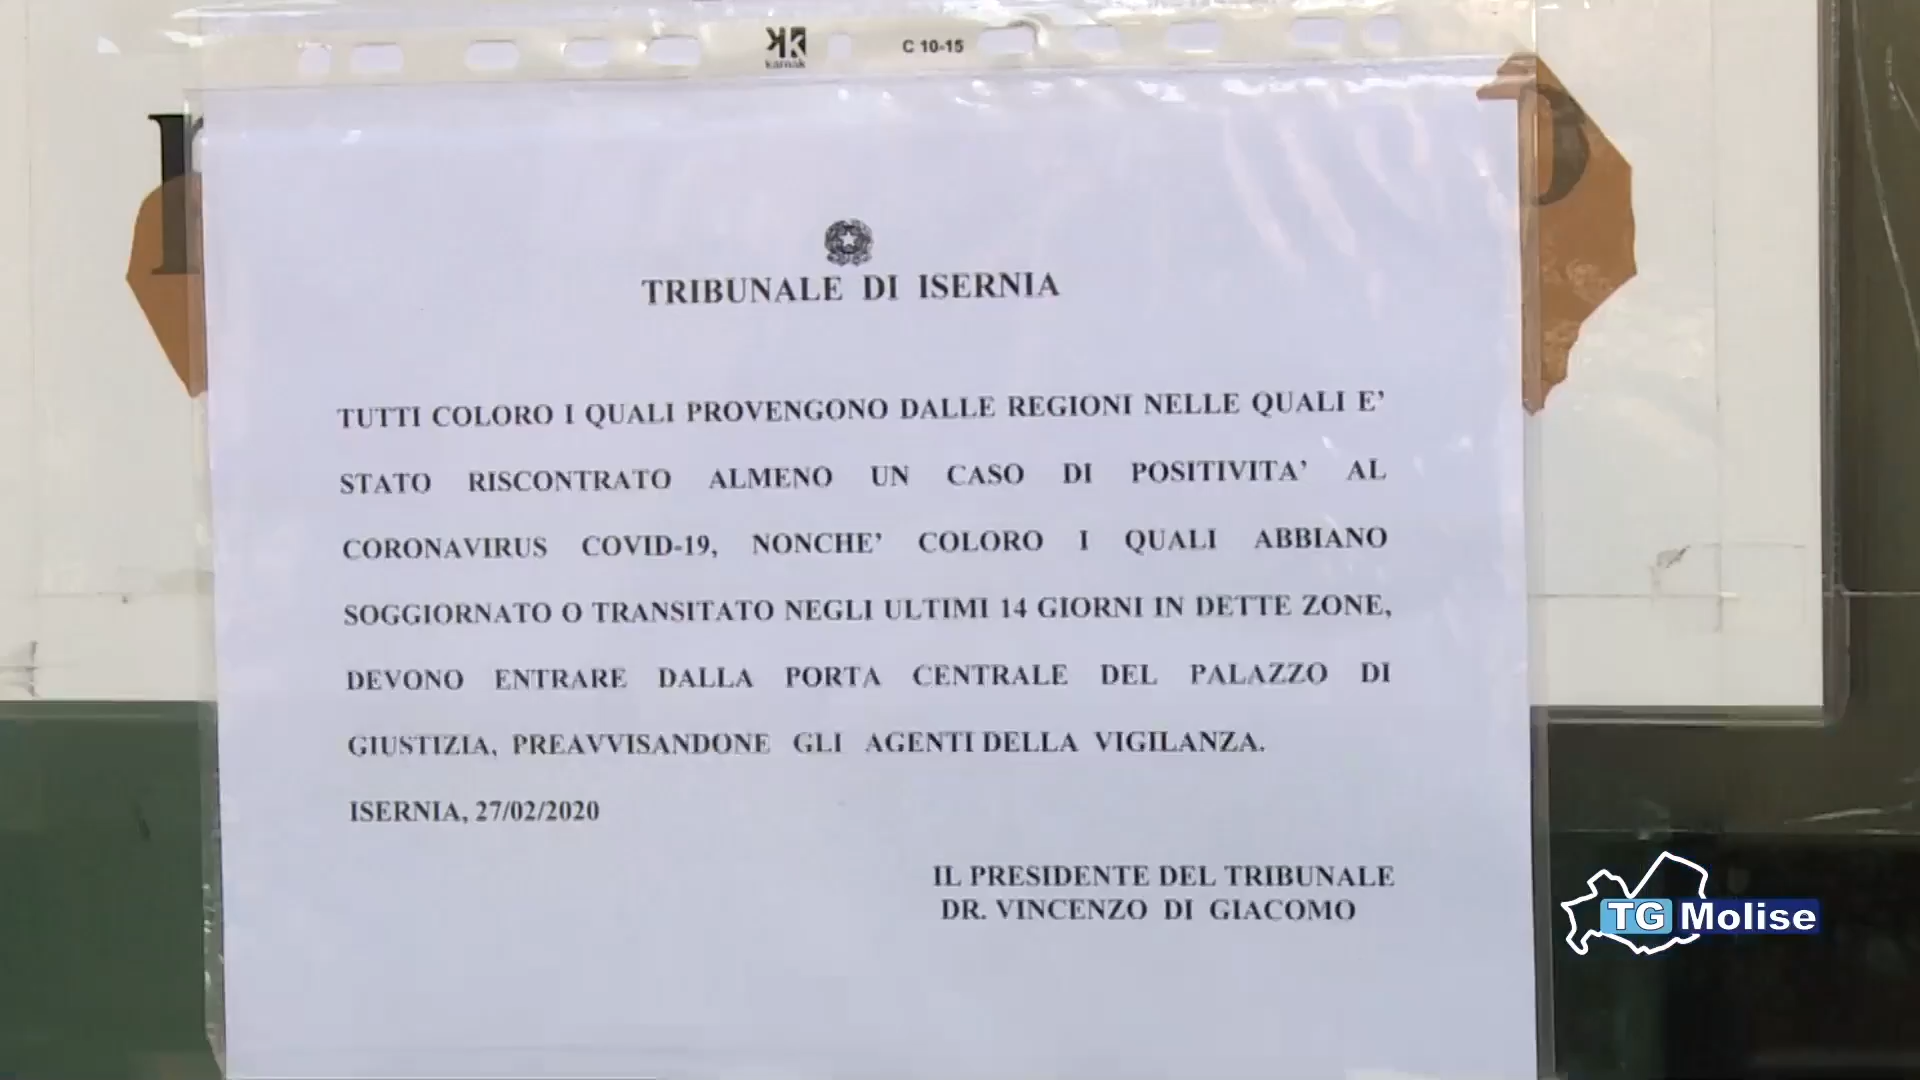 karnak
C 10-15
TRIBUNALE DI ISERNIA
TUTTI COLORO I QUALI PROVENGONO DALLE REGIONI NELLE QUALI E'
STATO RISCONTRATO ALMENO UN CASO DI POSITIVITA' AL
CORONAVIRUS COVID-19, NONCHE' COLORO I QUALI ABBIANO
SOGGIORNATO O TRANSITATO NEGLI ULTIMI 14 GIORNI IN DETTE ZONE,
DEVONO ENTRARE DALLA PORTA CENTRALE DEL PALAZZO DI
GIUSTIZIA, PREAVVISANDONE GLI AGENTI DELLA VIGILANZA.
ISERNIA, 27/02/2020
IL PRESIDENTE DEL TRIBUNALE
DR. VINCENZO DI GIACOMO
TG Molise